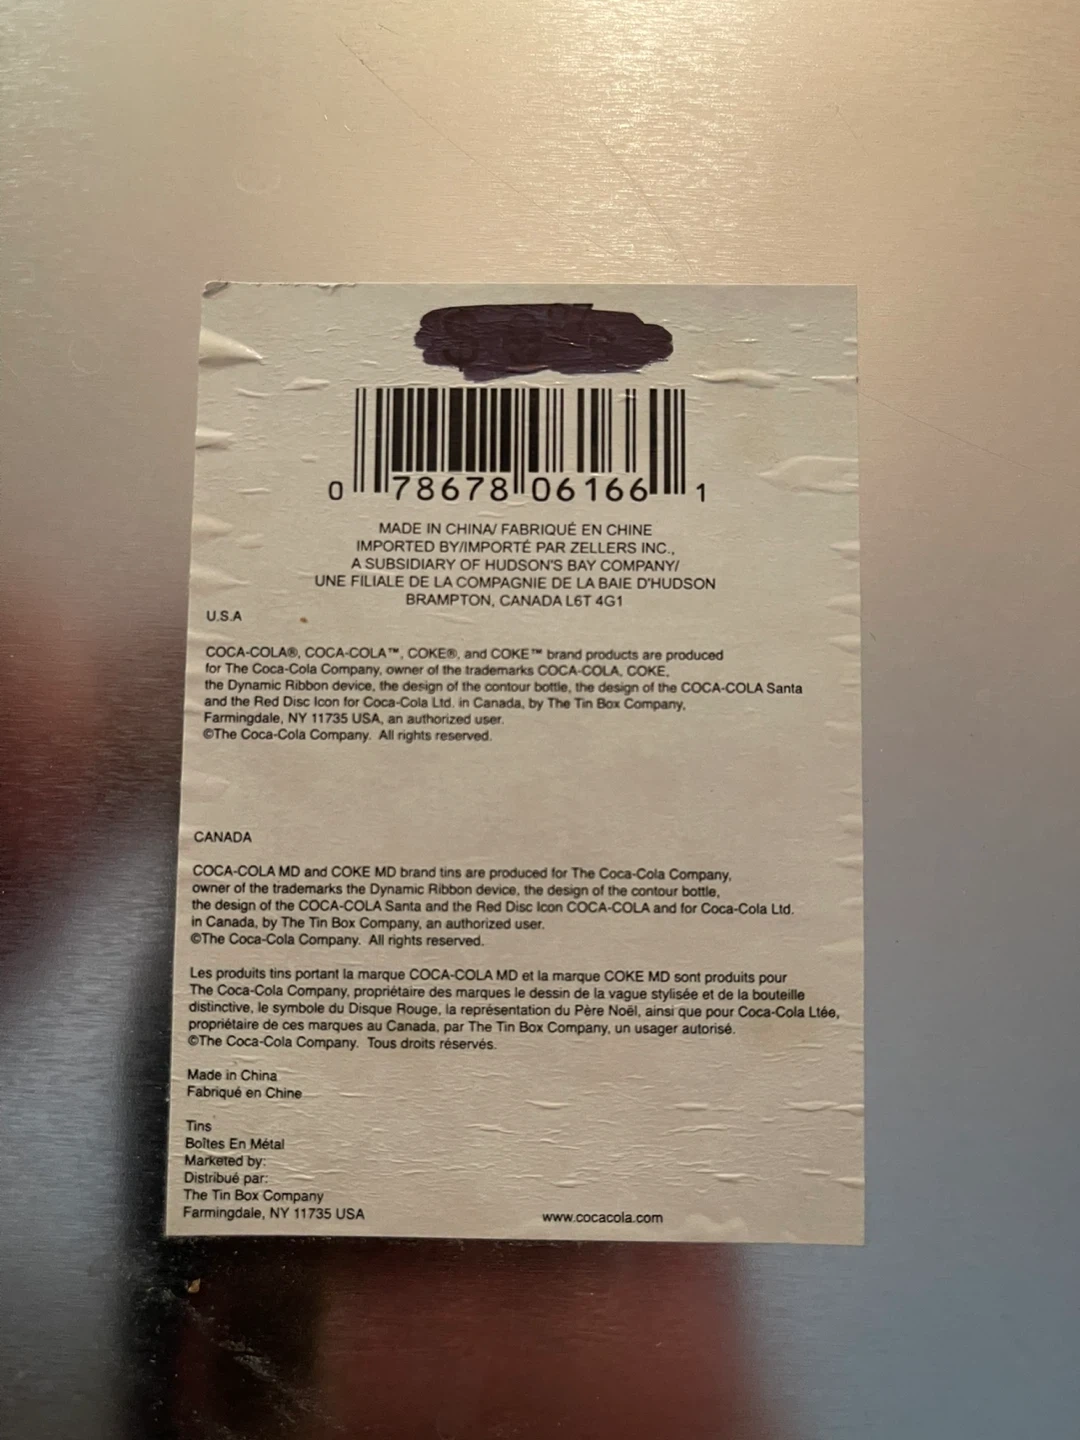 0 78678 06166 1
MADE IN CHINA/ FABRIQUÉ EN CHINE
IMPORTED BY/IMPORTÉ PAR ZELLERS INC.,
A SUBSIDIARY OF HUDSON'S BAY COMPANY/
UNE FILIALE DE LA COMPAGNIE DE LA BAIE D'HUDSON
BRAMPTON, CANADA L6T 4G1
U.S.A
COCA-COLA®, COCA-COLA™, COKE®, and COKE™ brand products are produced
for The Coca-Cola Company, owner of the trademarks COCA-COLA, COKE,
the Dynamic Ribbon device, the design of the contour bottle, the design of the COCA-COLA Santa
and the Red Disc Icon for Coca-Cola Ltd. in Canada, by The Tin Box Company,
Farmingdale, NY 11735 USA, an authorized user.
©The Coca-Cola Company. All rights reserved.
CANADA
COCA-COLA MD and COKE MD brand tins are produced for The Coca-Cola Company,
owner of the trademarks the Dynamic Ribbon device, the design of the contour bottle,
the design of the COCA-COLA Santa and the Red Disc Icon COCA-COLA and for Coca-Cola Ltd.
in Canada, by The Tin Box Company, an authorized user.
©The Coca-Cola Company. All rights reserved.
Les produits tins portant la marque COCA-COLA MD et la marque COKE MD sont produits pour
The Coca-Cola Company, propriétaire des marques le dessin de la vague stylisée et de la bouteille
distinctive, le symbole du Disque Rouge, la représentation du Père Noël, ainsi que pour Coca-Cola Ltée,
propriétaire de ces marques au Canada, par The Tin Box Company, un usager autorisé.
©The Coca-Cola Company. Tous droits réservés.
Made in China
Fabriqué en Chine
Tins
Boîtes En Métal
Marketed by:
Distribué par:
The Tin Box Company
Farmingdale, NY 11735 USA
www.cocacola.com